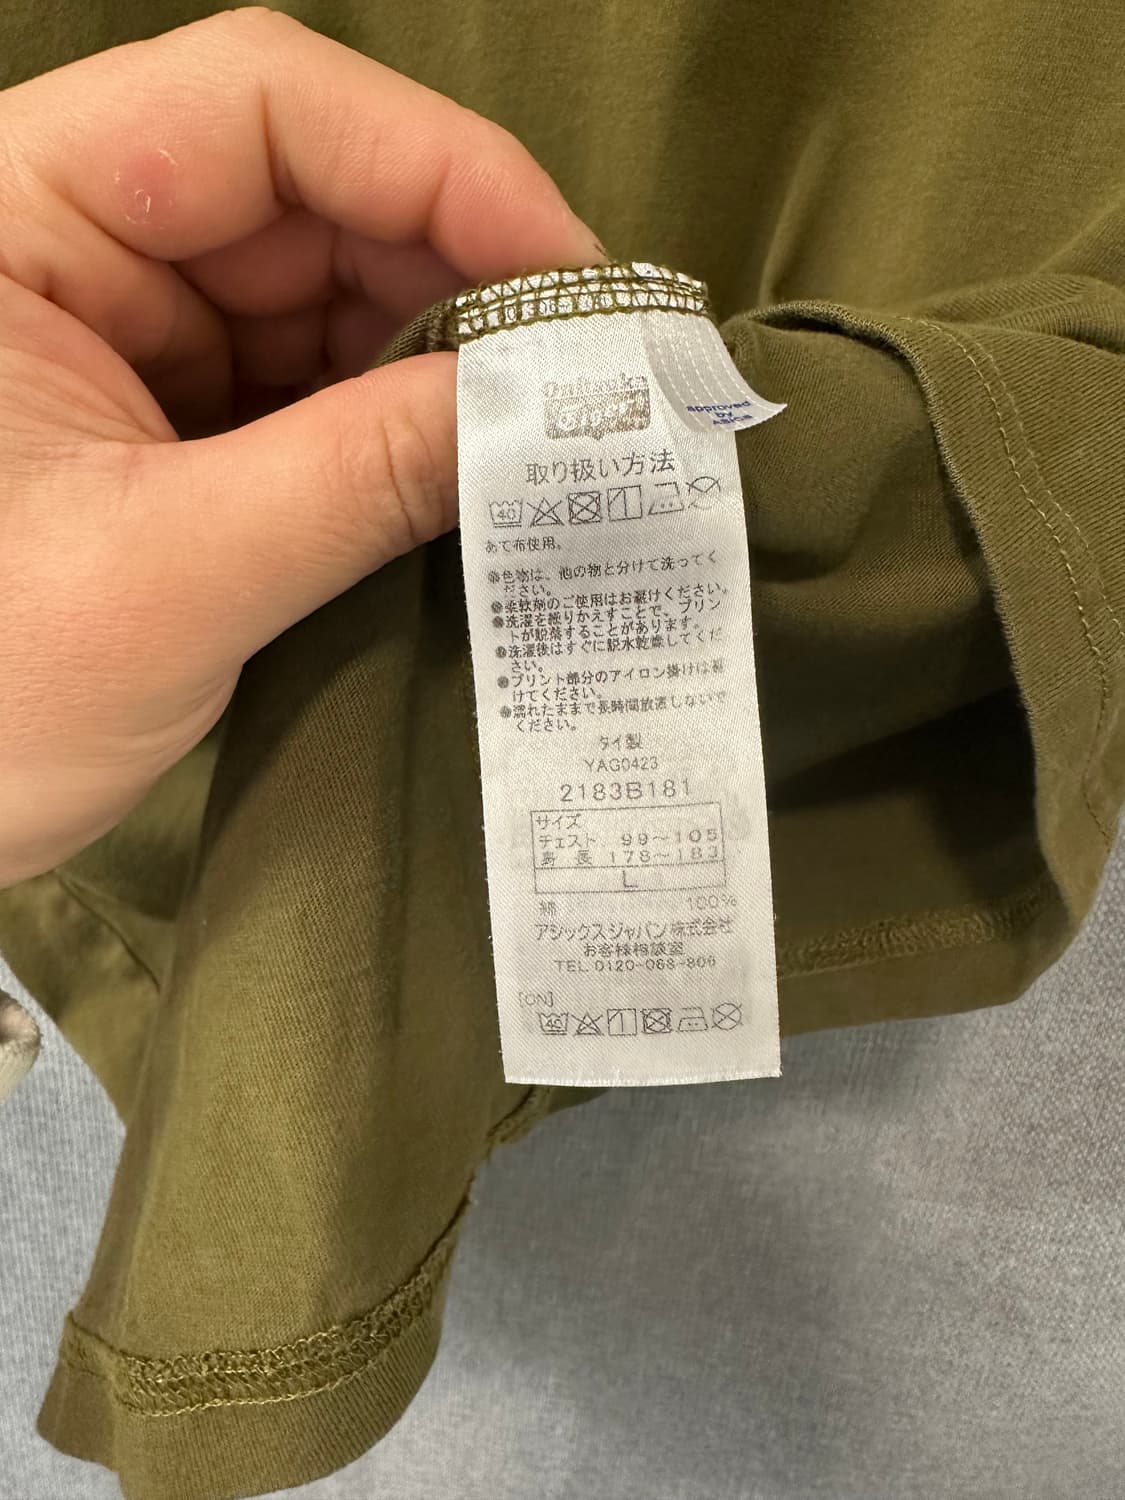 Onitsuka
Tiger
approved
by
ASICS
取り扱い方法
40
あて布使用。
●色物は、他の物と分けて洗ってく
ださい。
●柔軟剤のご使用はお避けください。
●洗濯を繰りかえすことで、プリン
トが脱落することがあります。
●洗濯後はすぐに脱水乾燥してくだ
さい。
●プリント部分のアイロン掛けは避
けてください。
●濡れたままで長時間放置しないで
ください。
タイ製
YAG0423
2183B181
サイズ
チェスト 99～105
身 長 178～183
L
綿 100%
アシックスジャパン株式会社
お客様相談室
TEL.0120-068-806
[ON]
40